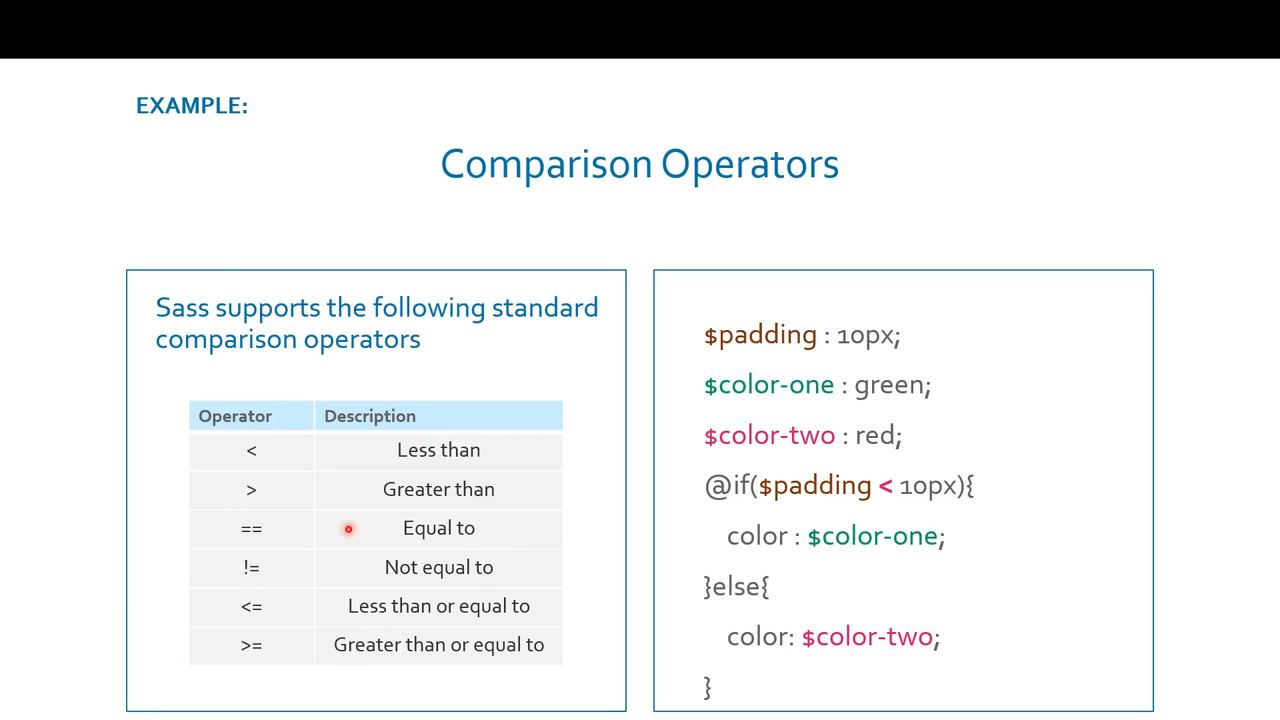 EXAMPLE:
Comparison Operators
Sass supports the following standard
comparison operators
Operator Description
< Less than
> Greater than
== Equal to
!= Not equal to
<= Less than or equal to
>= Greater than or equal to
$padding : 10px;
$color-one : green;
$color-two : red;
@if($padding < 10px){
color : $color-one;
}else{
color: $color-two;
}